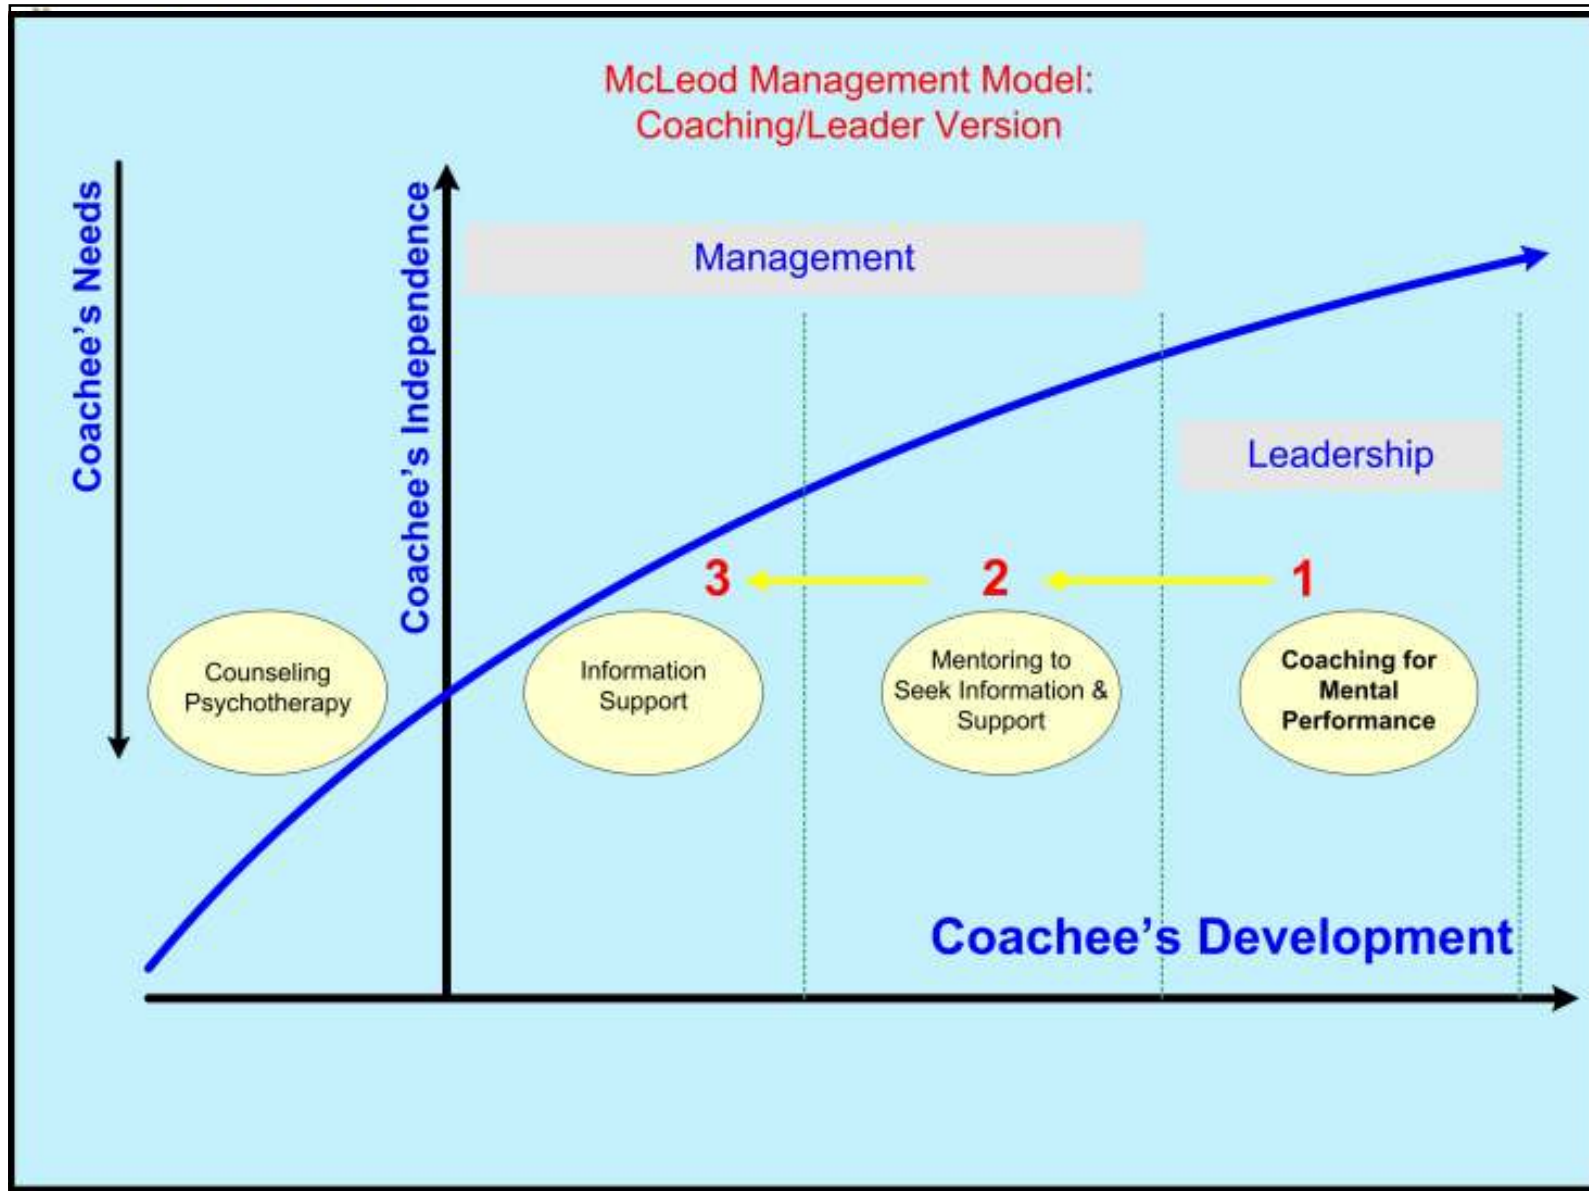 McLeod Management Model:
Coaching/Leader Version
Coachee's Needs
Coachee's Independence
Management
Leadership
3
2
1
Counseling
Psychotherapy
Information
Support
Mentoring to
Seek Information &
Support
Coaching for
Mental
Performance
Coachee's Development